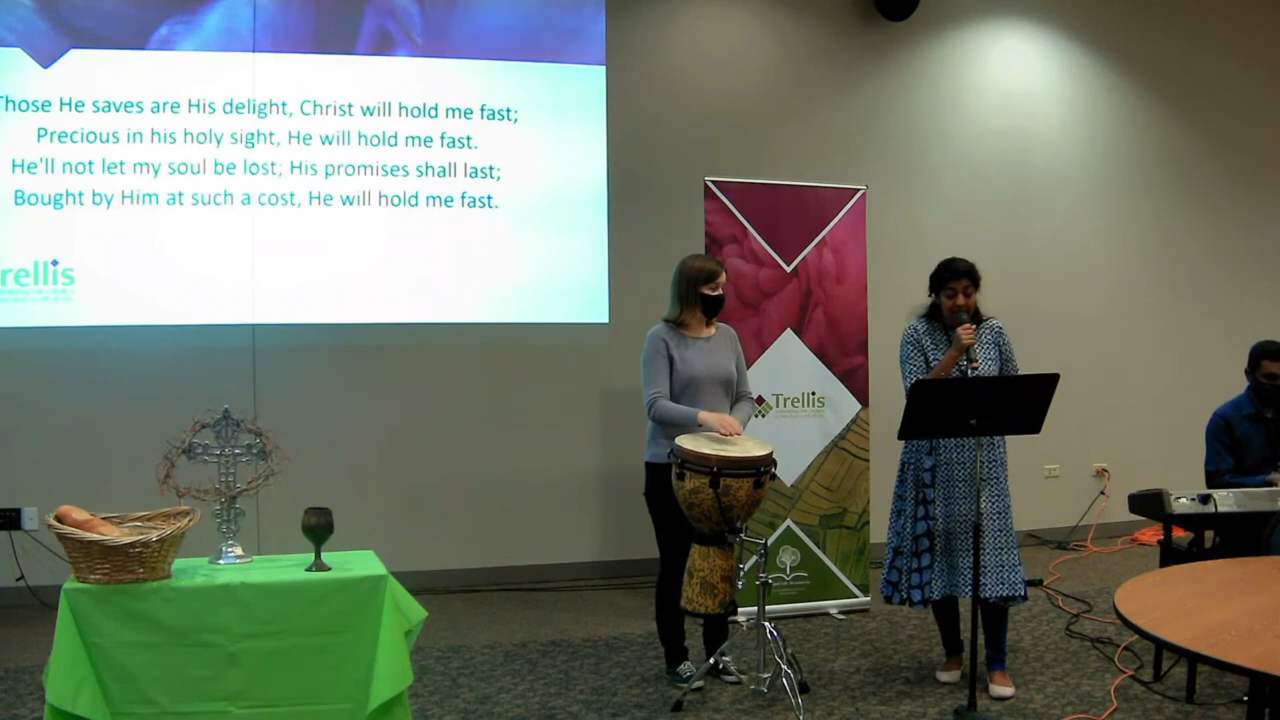 Those He saves are His delight, Christ will hold me fast;
Precious in his holy sight, He will hold me fast.
He'll not let my soul be lost; His promises shall last;
Bought by Him at such a cost, He will hold me fast.
Trellis
Trellis